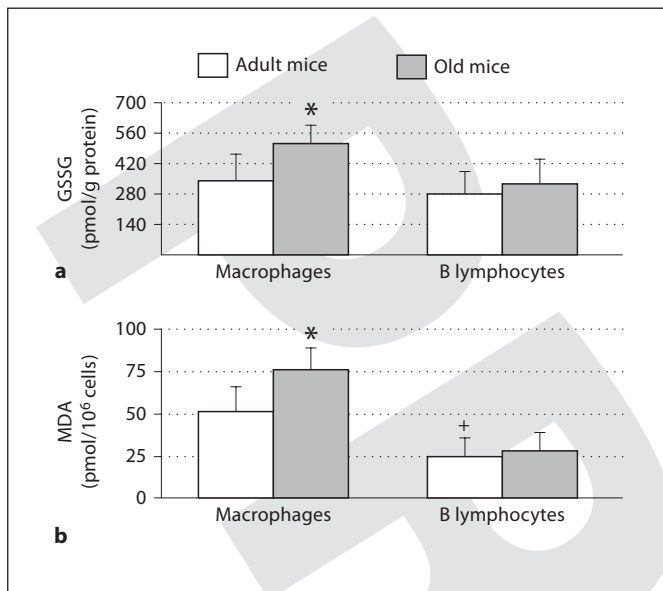 Adult mice Old mice
700
560
420
280
140
GSSG
(pmol/g protein)
*
Macrophages B lymphocytes
a
100
75
50
25
0
MDA
(pmol/10⁶ cells)
*
+
Macrophages B lymphocytes
b